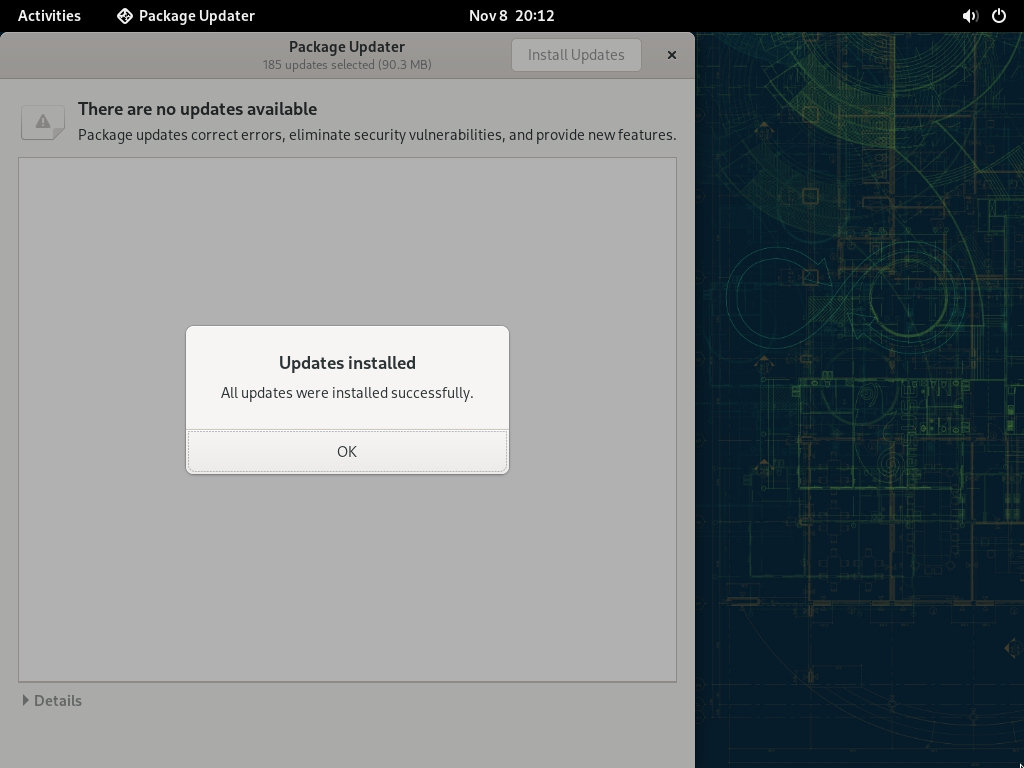 Activities
Package Updater
Nov 8 20:12
Package Updater
185 updates selected (90.3 MB)
Install Updates
There are no updates available
Package updates correct errors, eliminate security vulnerabilities, and provide new features.
Updates installed
All updates were installed successfully.
OK
Details